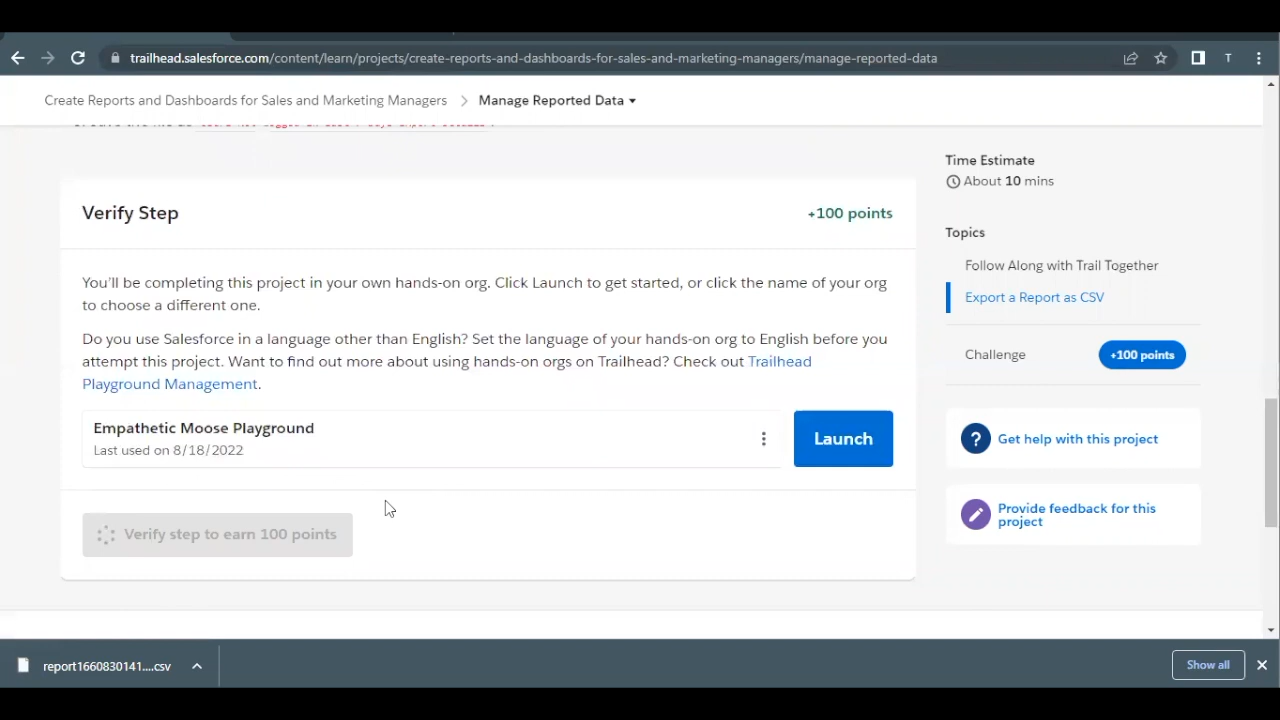 trailhead.salesforce.com/content/learn/projects/create-reports-and-dashboards-for-sales-and-marketing-managers/manage-reported-data
T
Create Reports and Dashboards for Sales and Marketing Managers > Manage Reported Data
Verify Step
+100 points
You'll be completing this project in your own hands-on org. Click Launch to get started, or click the name of your org
to choose a different one.
Do you use Salesforce in a language other than English? Set the language of your hands-on org to English before you
attempt this project. Want to find out more about using hands-on orgs on Trailhead? Check out Trailhead
Playground Management.
Empathetic Moose Playground
Last used on 8/18/2022
Launch
Verify step to earn 100 points
Time Estimate
About 10 mins
Topics
Follow Along with Trail Together
Export a Report as CSV
Challenge
+100 points
Get help with this project
Provide feedback for this
project
report1660830141....csv
Show all